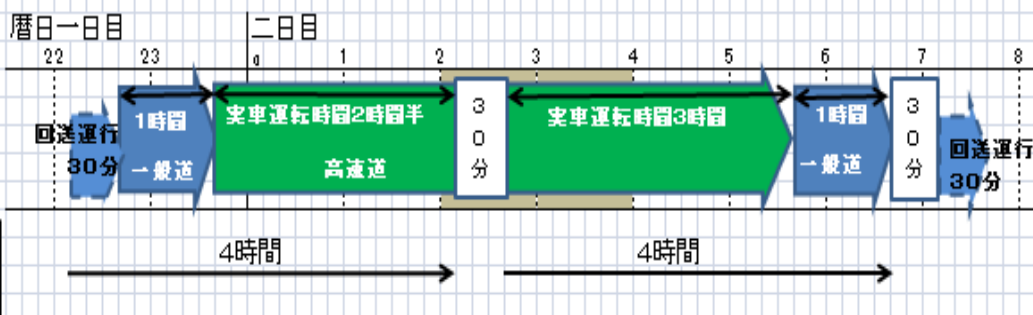 暦日一日目
二日目
22 23 0 1 2 3 4 5 6 7 8
1時間
一般道
回送運行
30分
実車運転時間2時間半
高速道
30分
実車運転時間3時間
1時間
一般道
30分
回送運行
30分
4時間
4時間